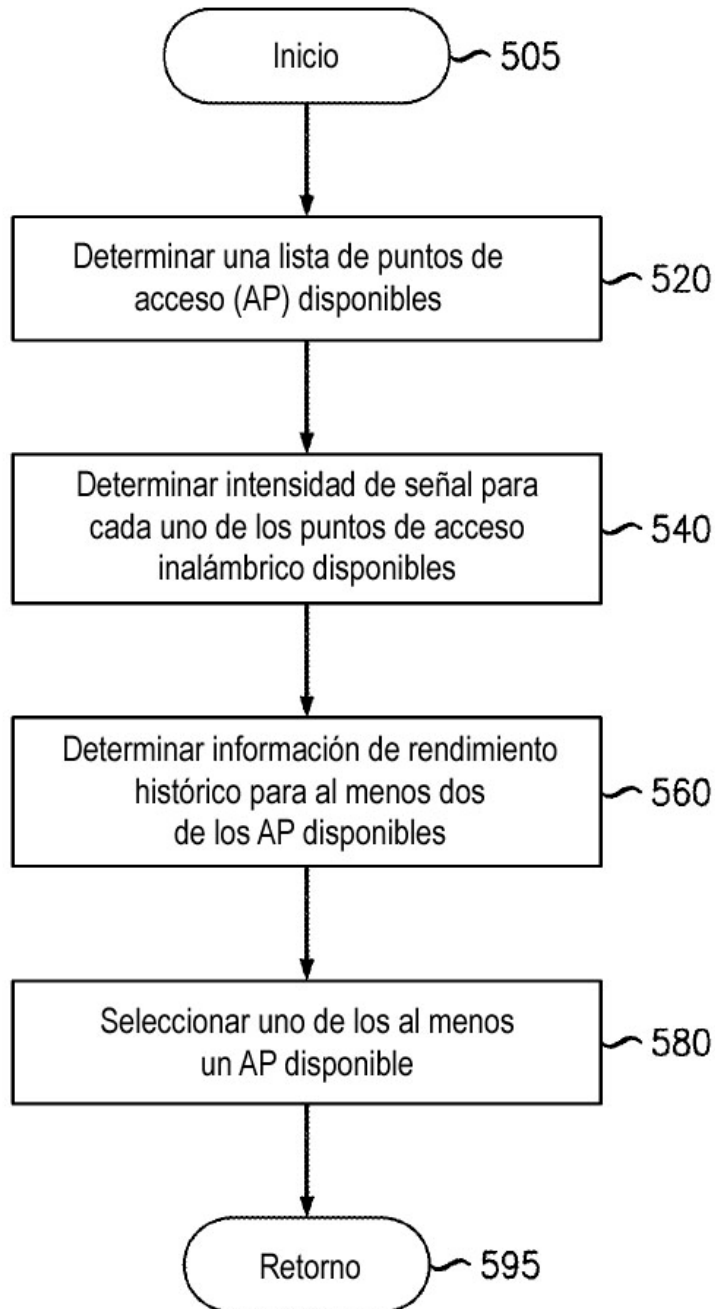 Inicio
505
Determinar una lista de puntos de
acceso (AP) disponibles
520
Determinar intensidad de señal para
cada uno de los puntos de acceso
inalámbrico disponibles
540
Determinar información de rendimiento
histórico para al menos dos
de los AP disponibles
560
Seleccionar uno de los al menos
un AP disponible
580
Retorno
595